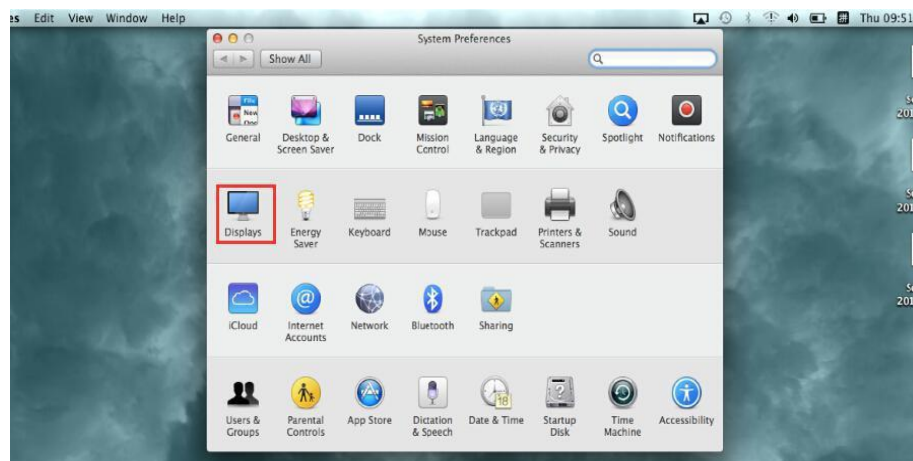 es Edit View Window Help Thu 09:51
System Preferences
Show All
General Desktop & Screen Saver Dock Mission Control Language & Region Security & Privacy Spotlight Notifications
Displays Energy Saver Keyboard Mouse Trackpad Printers & Scanners Sound
iCloud Internet Accounts Network Bluetooth Sharing
Users & Groups Parental Controls App Store Dictation & Speech Date & Time Startup Disk Time Machine Accessibility